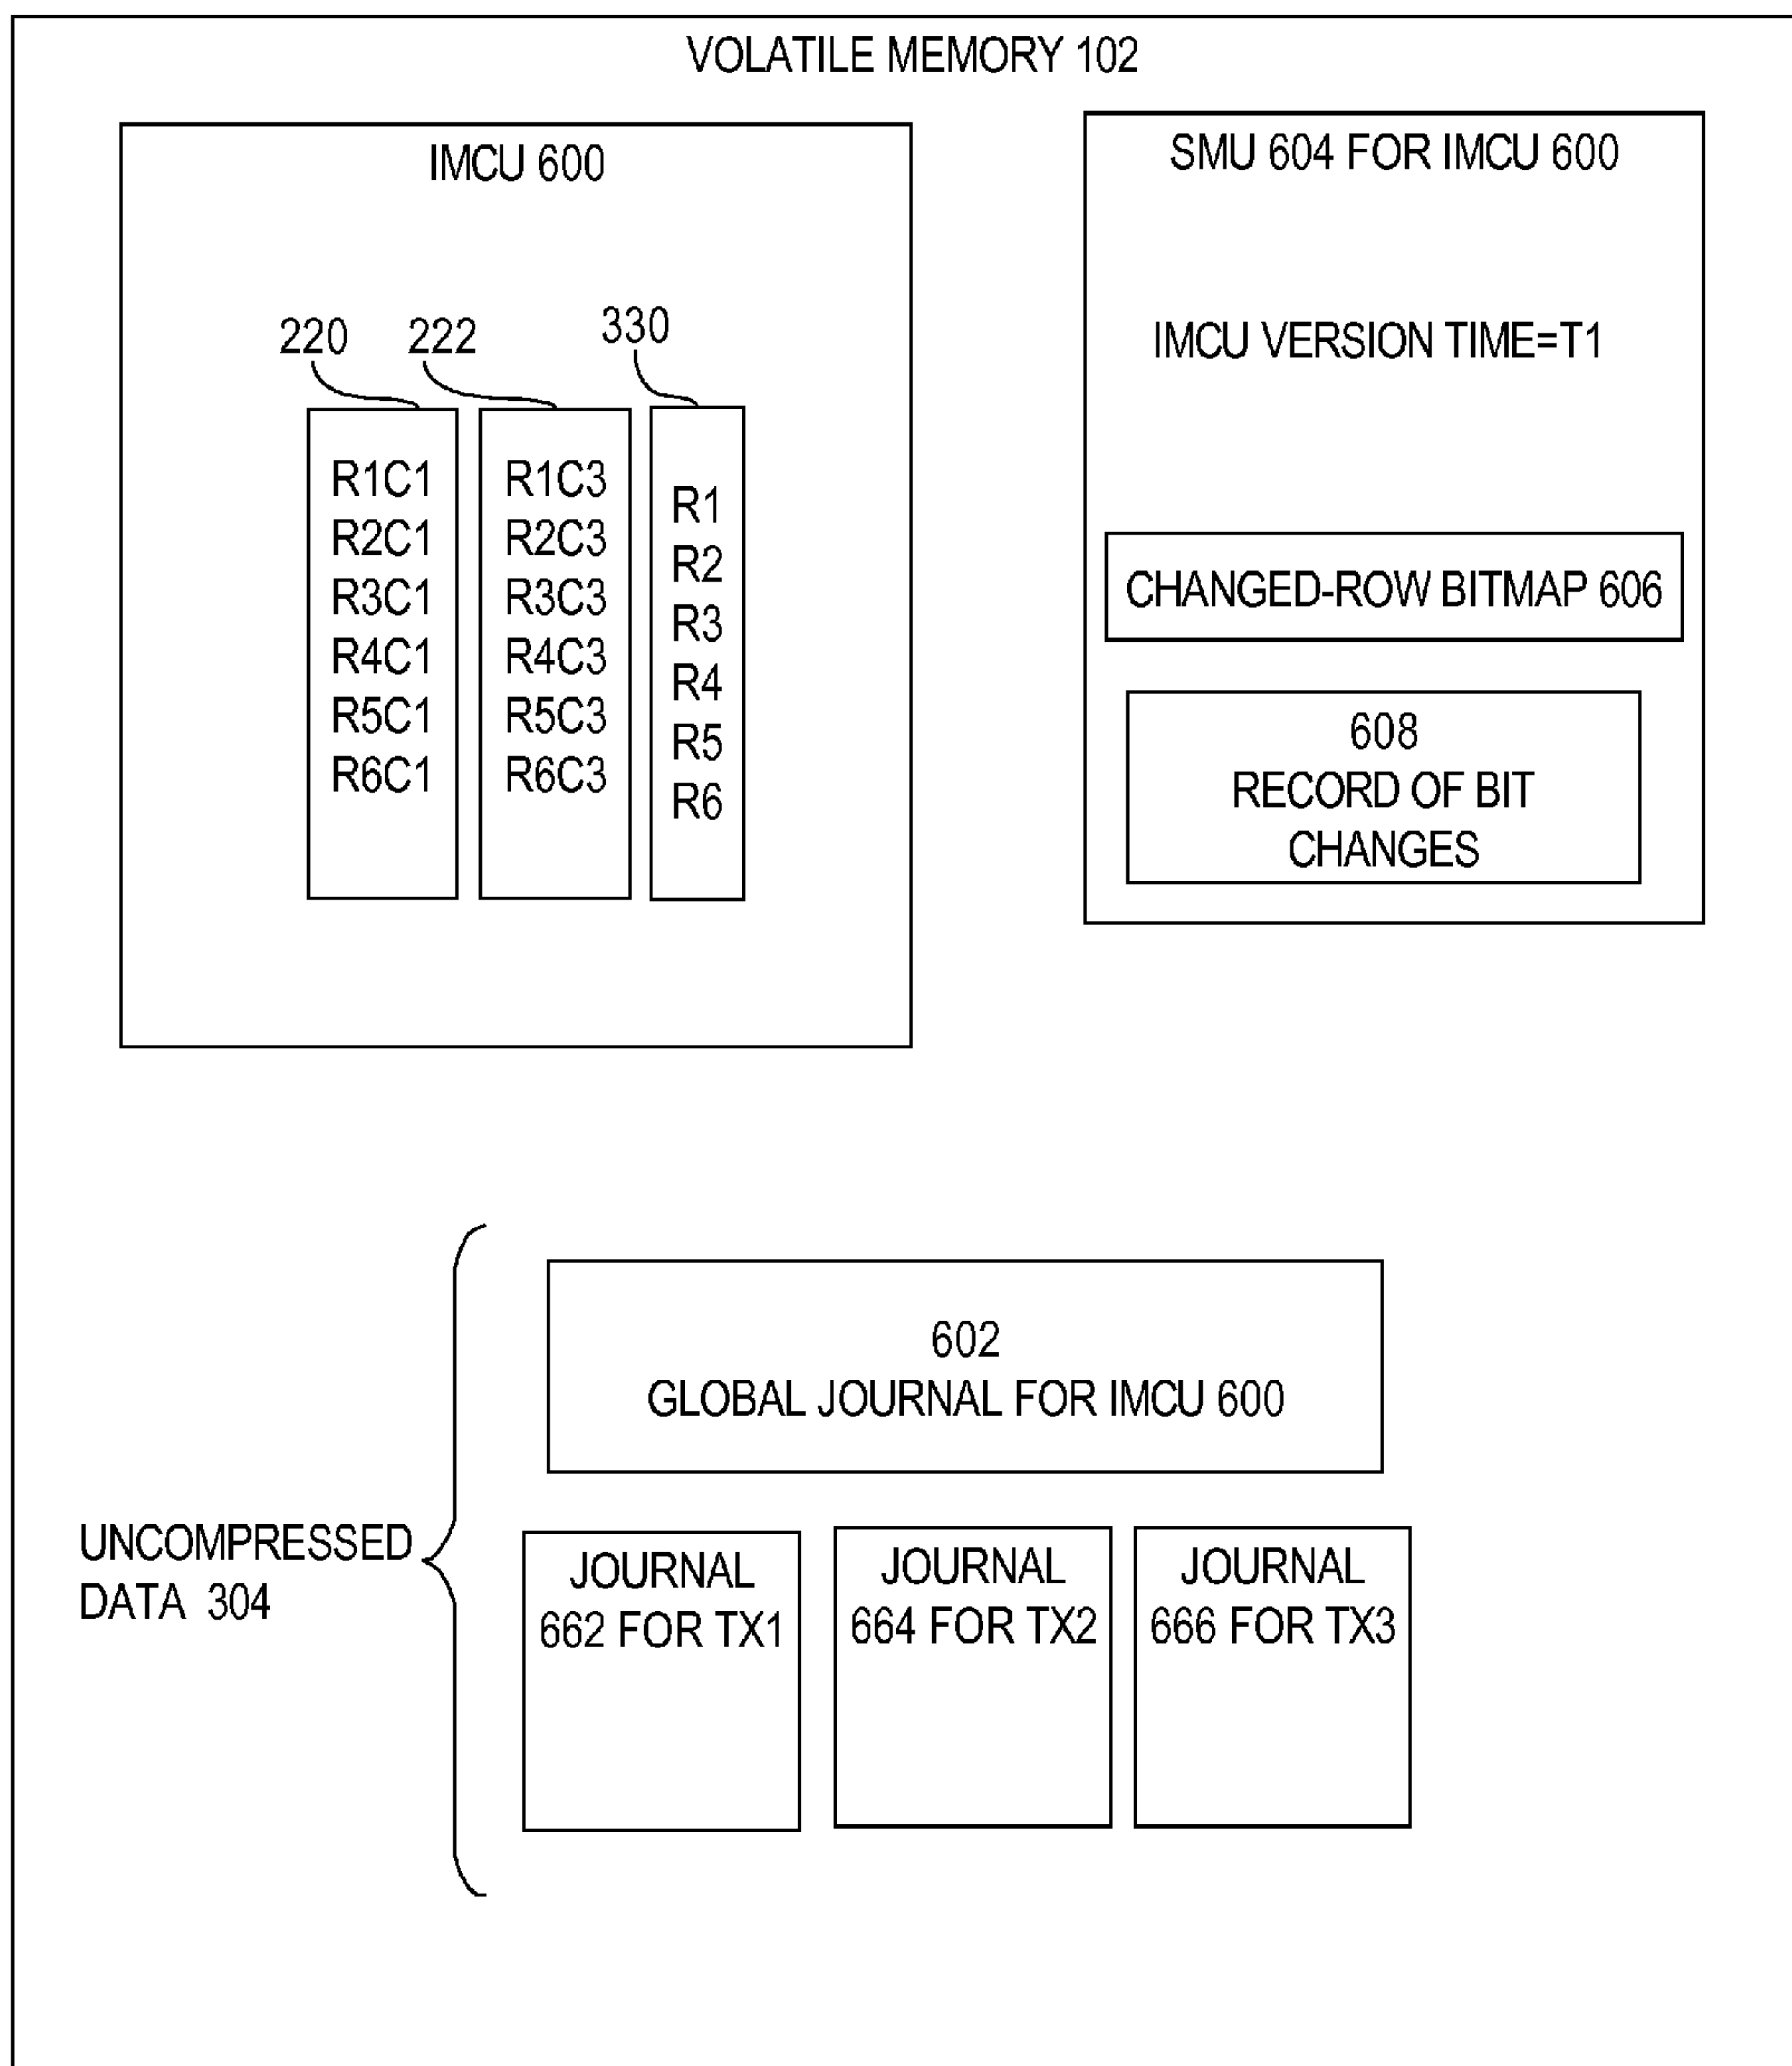 VOLATILE MEMORY 102
IMCU 600
220
222
330
R1C1
R2C1
R3C1
R4C1
R5C1
R6C1
R1C3
R2C3
R3C3
R4C3
R5C3
R6C3
R1
R2
R3
R4
R5
R6
SMU 604 FOR IMCU 600
IMCU VERSION TIME=T1
CHANGED-ROW BITMAP 606
608
RECORD OF BIT
CHANGES
UNCOMPRESSED
DATA 304
602
GLOBAL JOURNAL FOR IMCU 600
JOURNAL
662 FOR TX1
JOURNAL
664 FOR TX2
JOURNAL
666 FOR TX3